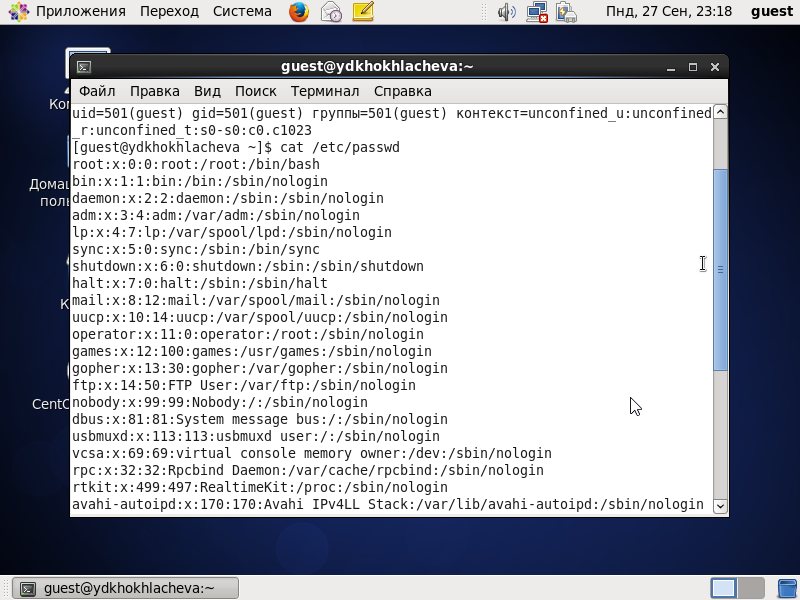 Приложения Переход Система Пнд, 27 Сен, 23:18 guest
guest@ydkhokhlacheva:~
Файл Правка Вид Поиск Терминал Справка
uid=501(guest) gid=501(guest) группы=501(guest) контекст=unconfined_u:unconfined
_r:unconfined_t:s0-s0:c0.c1023
[guest@ydkhokhlacheva ~]$ cat /etc/passwd
root:x:0:0:root:/root:/bin/bash
bin:x:1:1:bin:/bin:/sbin/nologin
daemon:x:2:2:daemon:/sbin:/sbin/nologin
adm:x:3:4:adm:/var/adm:/sbin/nologin
lp:x:4:7:lp:/var/spool/lpd:/sbin/nologin
sync:x:5:0:sync:/sbin:/bin/sync
shutdown:x:6:0:shutdown:/sbin:/sbin/shutdown
halt:x:7:0:halt:/sbin:/sbin/halt
mail:x:8:12:mail:/var/spool/mail:/sbin/nologin
uucp:x:10:14:uucp:/var/spool/uucp:/sbin/nologin
operator:x:11:0:operator:/root:/sbin/nologin
games:x:12:100:games:/usr/games:/sbin/nologin
gopher:x:13:30:gopher:/var/gopher:/sbin/nologin
ftp:x:14:50:FTP User:/var/ftp:/sbin/nologin
nobody:x:99:99:Nobody:/:/sbin/nologin
dbus:x:81:81:System message bus:/:/sbin/nologin
usbmuxd:x:113:113:usbmuxd user:/:/sbin/nologin
vcsa:x:69:69:virtual console memory owner:/dev:/sbin/nologin
rpc:x:32:32:Rpcbind Daemon:/var/cache/rpcbind:/sbin/nologin
rtkit:x:499:497:RealtimeKit:/proc:/sbin/nologin
avahi-autoipd:x:170:170:Avahi IPv4LL Stack:/var/lib/avahi-autoipd:/sbin/nologin
guest@ydkhokhlacheva:~